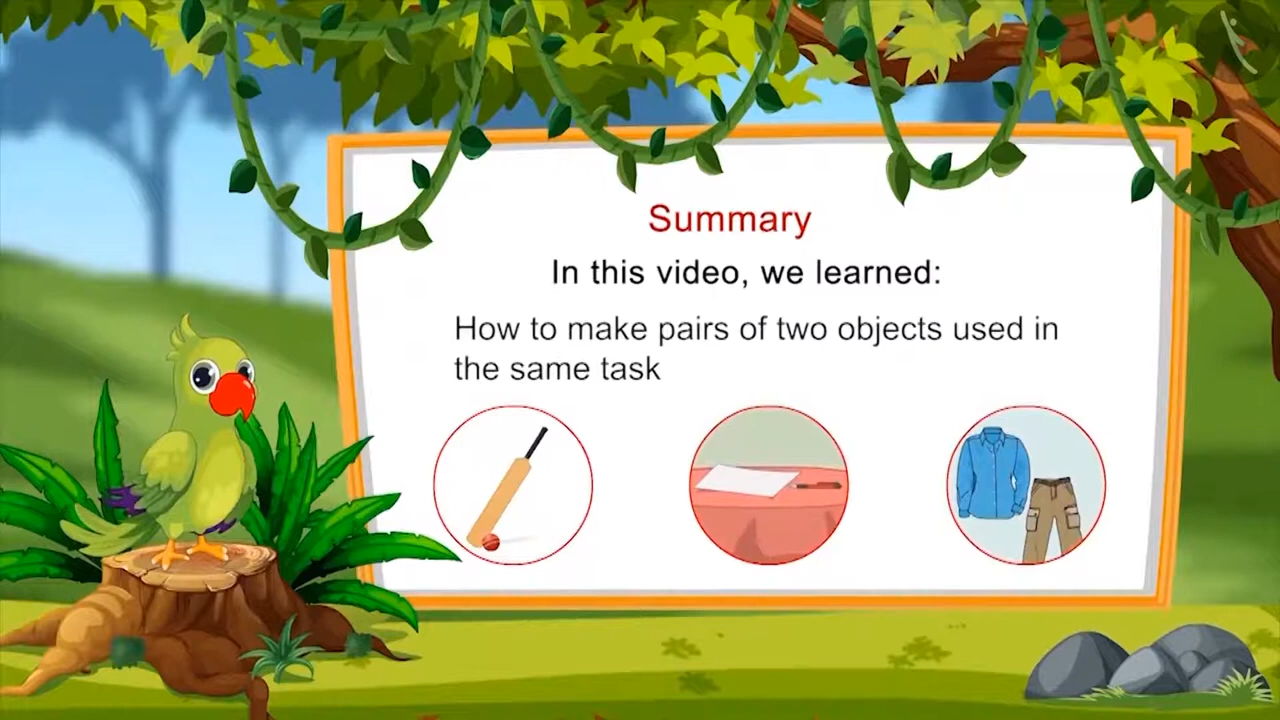 Summary
In this video, we learned:
How to make pairs of two objects used in
the same task